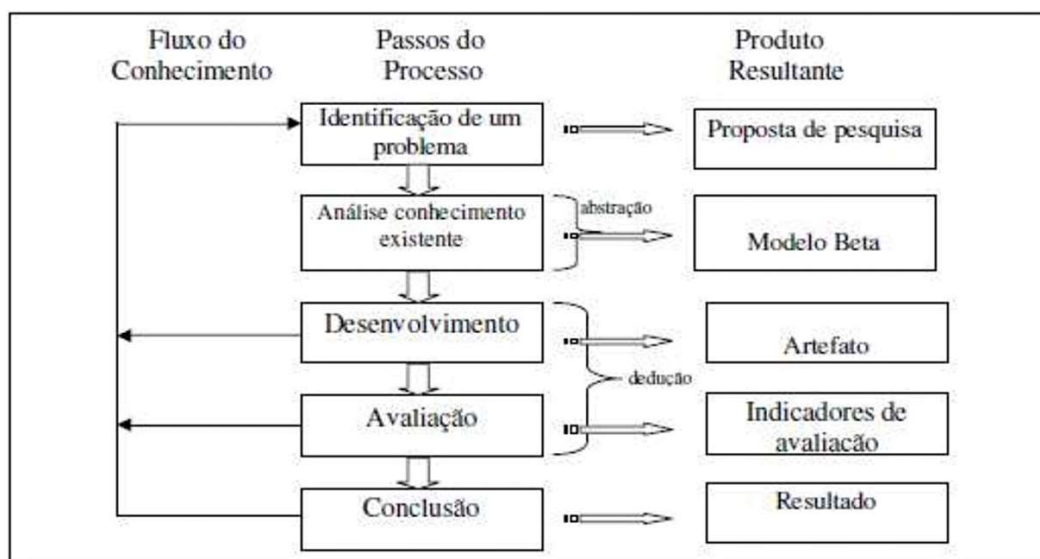 Fluxo do
Conhecimento
Passos do
Processo
Produto
Resultante
Identificação de um
problema
Proposta de pesquisa
Análise conhecimento
existente
abstração
Modelo Beta
Desenvolvimento
Artefato
dedução
Avaliação
Indicadores de
avaliacão
Conclusão
Resultado